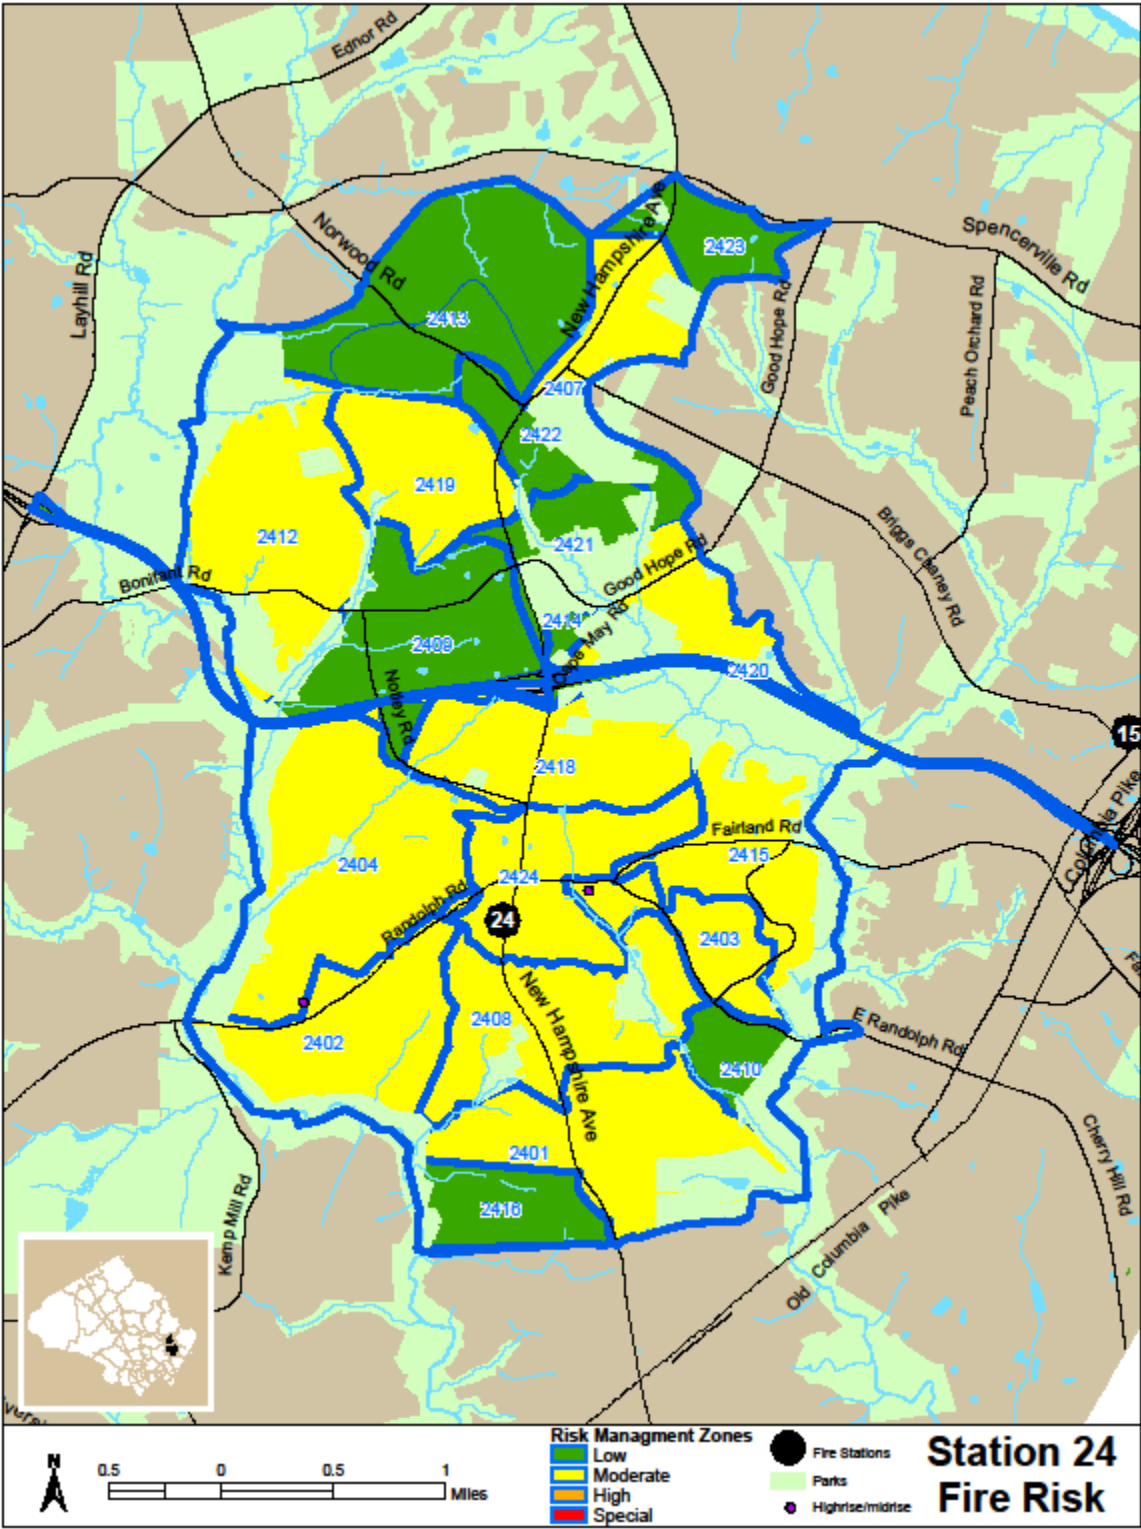 Ednor Rd
Layhill Rd
Norwood Rd
New Hampshire Ave
2423
Spencerville Rd
2413
Good Hope Rd
Peach Orchard Rd
2407
2422
2419
2412
2421
Briggs Chaney Rd
Good Hope Rd
Bonifant Rd
2414
Cape May Rd
2409
2420
Notley Rd
15
2418
Columbia Pike
Fairland Rd
2415
2404
2424
Randolph Rd
24
2403
New Hampshire Ave
2408
E Randolph Rd
2402
2410
2401
Cherry Hill Rd
2416
Kemp Mill Rd
Old Columbia Pike
N
0.5 0 0.5 1
Miles
Risk Managment Zones
Low
Moderate
High
Special
Fire Stations
Parks
Highrise/midrise
Station 24
Fire Risk